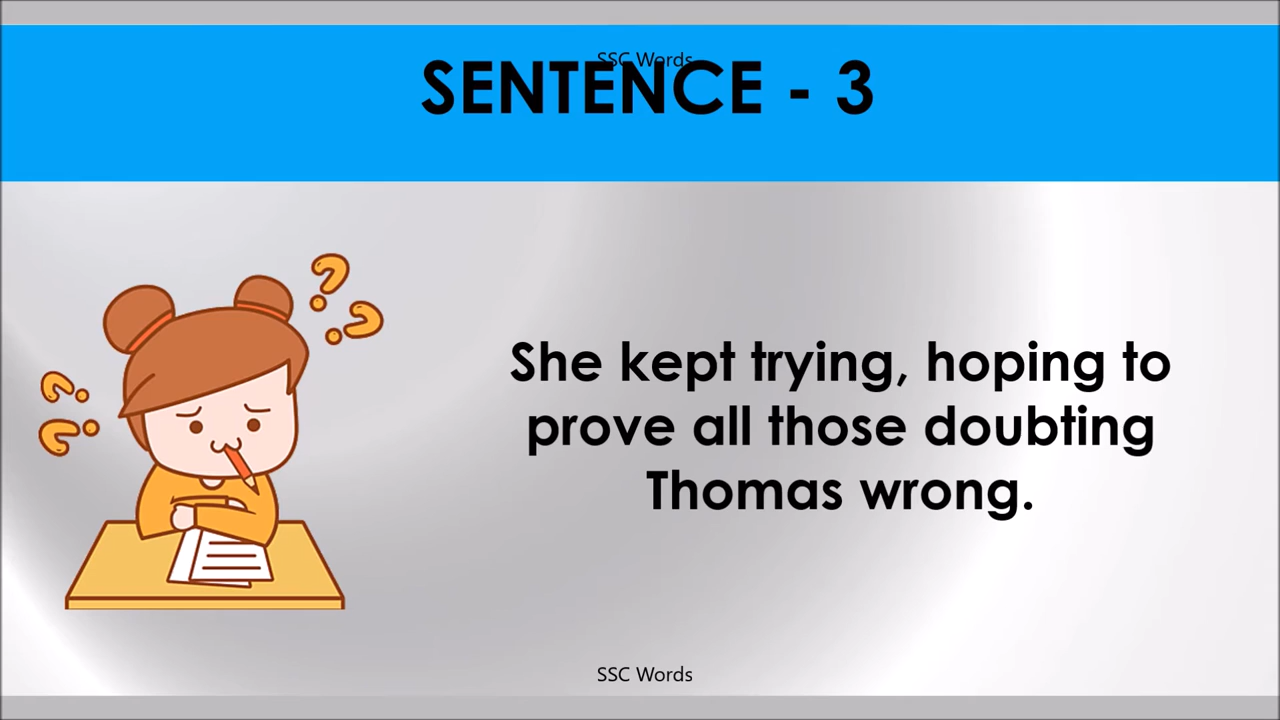 SSC Words
SENTENCE - 3
She kept trying, hoping to
prove all those doubting
Thomas wrong.
SSC Words